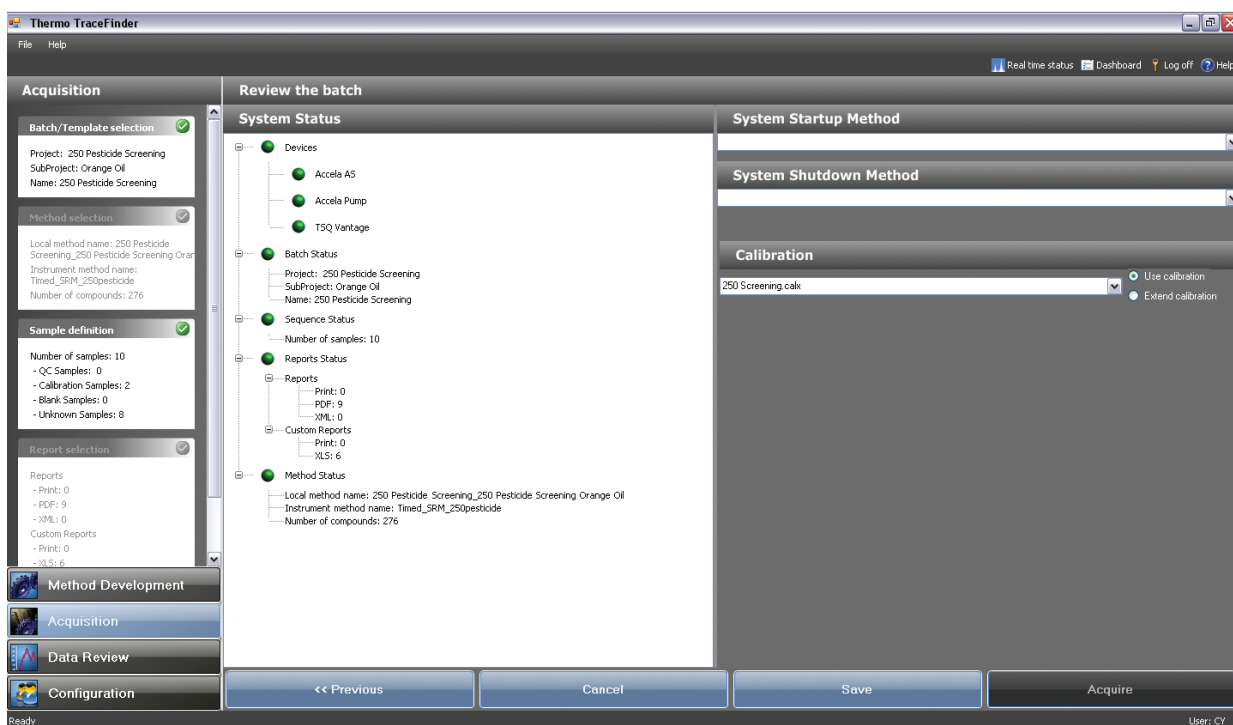 Thermo TraceFinder
File Help
Real time status Dashboard Log off Help
Acquisition
Batch/Template selection
Project: 250 Pesticide Screening
SubProject: Orange Oil
Name: 250 Pesticide Screening
Method selection
Local method name: 250 Pesticide
Screening_250 Pesticide Screening Oran
Instrument method name:
Timed_SRM_250pesticide
Number of compounds: 276
Sample definition
Number of samples: 10
- QC Samples: 0
- Calibration Samples: 2
- Blank Samples: 0
- Unknown Samples: 8
Report selection
Reports
- Print: 0
- PDF: 9
- XML: 0
Custom Reports
- Print: 0
- XLS: 6
Method Development
Acquisition
Data Review
Configuration
Review the batch
System Status
Devices
Accela AS
Accela Pump
TSQ Vantage
Batch Status
Project: 250 Pesticide Screening
SubProject: Orange Oil
Name: 250 Pesticide Screening
Sequence Status
Number of samples: 10
Reports Status
Reports
Print: 0
PDF: 9
XML: 0
Custom Reports
Print: 0
XLS: 6
Method Status
Local method name: 250 Pesticide Screening_250 Pesticide Screening Orange Oil
Instrument method name: Timed_SRM_250pesticide
Number of compounds: 276
System Startup Method
System Shutdown Method
Calibration
250 Screening.calx
Use calibration
Extend calibration
<< Previous Cancel Save Acquire
Ready User: CY